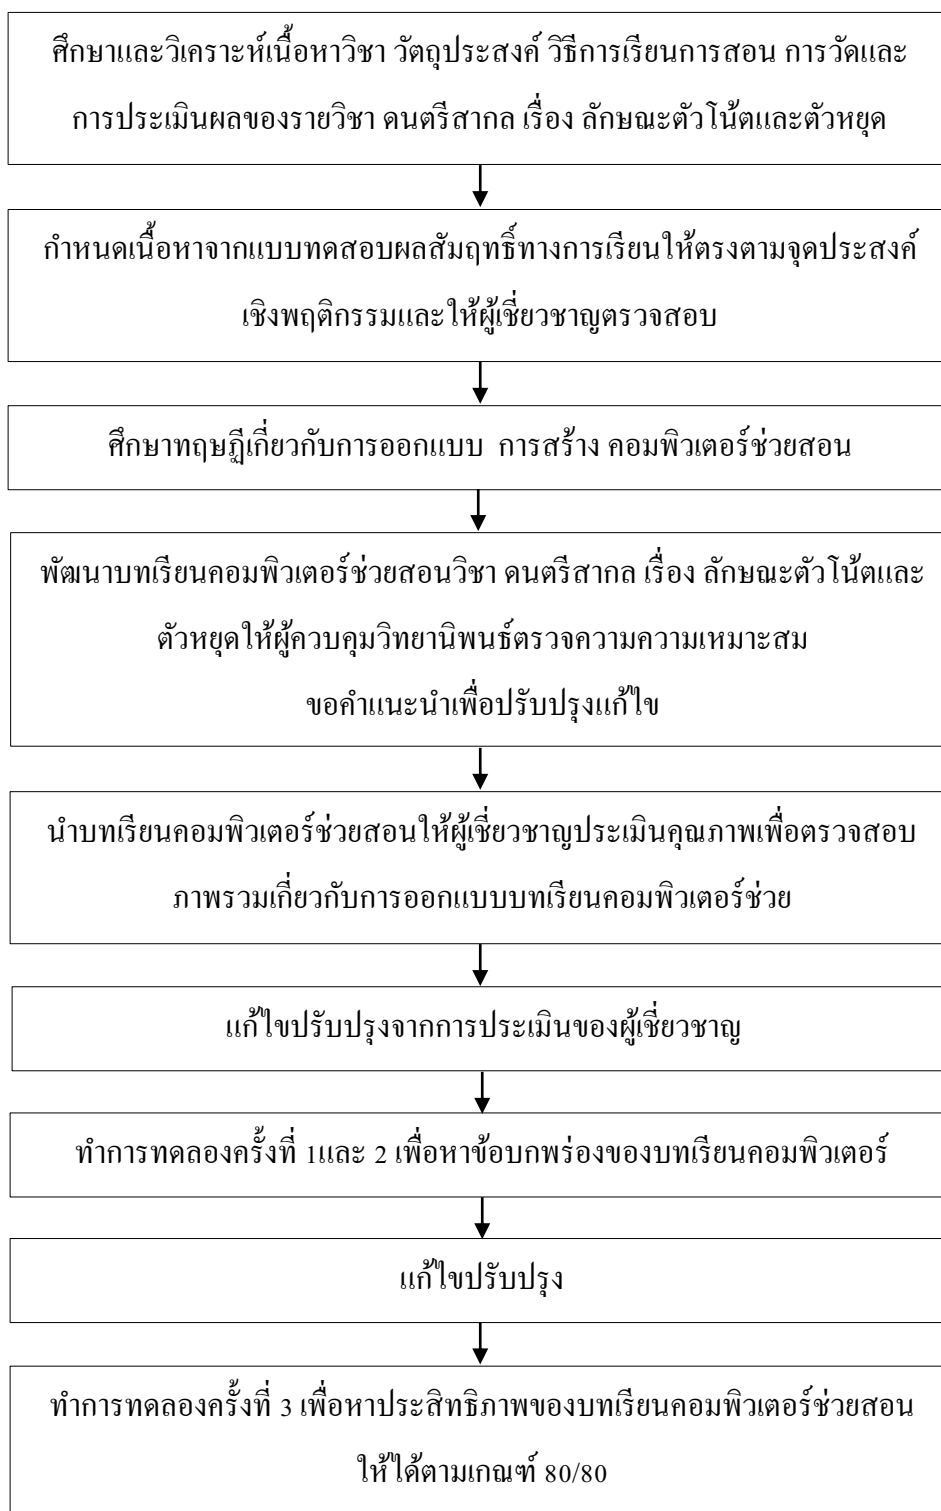 ศึกษาและวิเคราะห์เนื้อหาวิชา วัตถุประสงค์ วิธีการเรียนการสอน การวัดและ
การประเมินผลของรายวิชา ดนตรีสากล เรื่อง ลักษณะตัวโน้ตและตัวหยุด
กำหนดเนื้อหาจากแบบทดสอบผลสัมฤทธิ์ทางการเรียนให้ตรงตามจุดประสงค์
เชิงพฤติกรรมและให้ผู้เชี่ยวชาญตรวจสอบ
ศึกษาทฤษฎีเกี่ยวกับการออกแบบ การสร้าง คอมพิวเตอร์ช่วยสอน
พัฒนาบทเรียนคอมพิวเตอร์ช่วยสอนวิชา ดนตรีสากล เรื่อง ลักษณะตัวโน้ตและ
ตัวหยุดให้ผู้ควบคุมวิทยานิพนธ์ตรวจความความเหมาะสม
ขอคำแนะนำเพื่อปรับปรุงแก้ไข
นำบทเรียนคอมพิวเตอร์ช่วยสอนให้ผู้เชี่ยวชาญประเมินคุณภาพเพื่อตรวจสอบ
ภาพรวมเกี่ยวกับการออกแบบบทเรียนคอมพิวเตอร์ช่วย
แก้ไขปรับปรุงจากการประเมินของผู้เชี่ยวชาญ
ทำการทดลองครั้งที่ 1และ 2 เพื่อหาข้อบกพร่องของบทเรียนคอมพิวเตอร์
แก้ไขปรับปรุง
ทำการทดลองครั้งที่ 3 เพื่อหาประสิทธิภาพของบทเรียนคอมพิวเตอร์ช่วยสอน
ให้ได้ตามเกณฑ์ 80/80